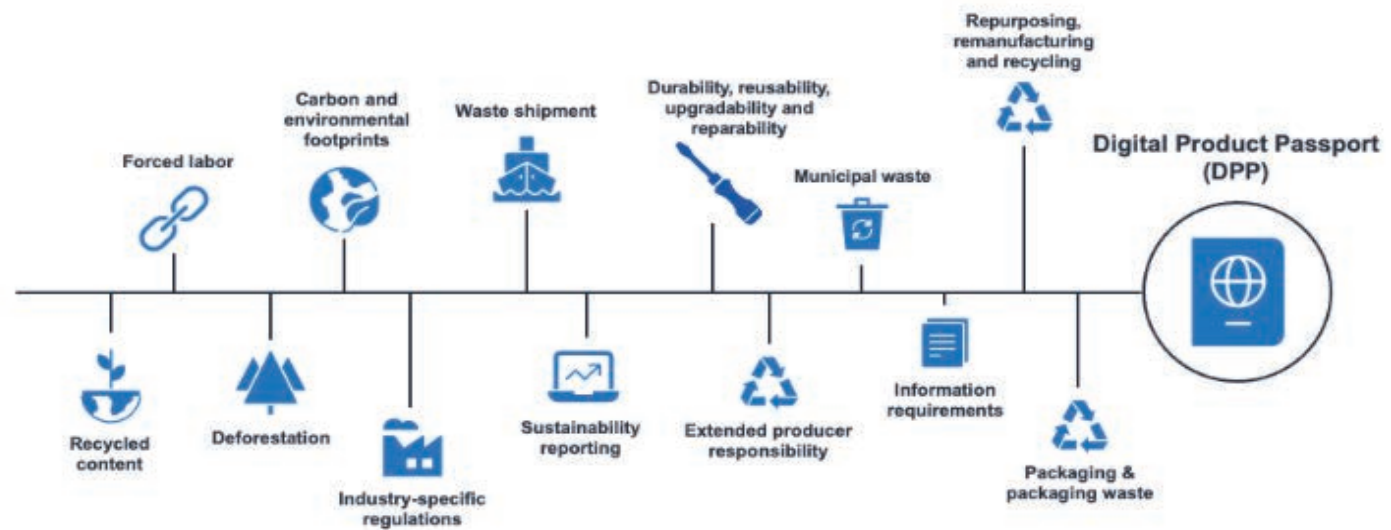 Repurposing,
remanufacturing
and recycling
Durability, reusability,
upgradability and
reparability
Carbon and
environmental
footprints
Waste shipment
Digital Product Passport
(DPP)
Forced labor
Municipal waste
Information
requirements
Sustainability
reporting
Extended producer
responsibility
Deforestation
Recycled
content
Packaging &
packaging waste
Industry-specific
regulations